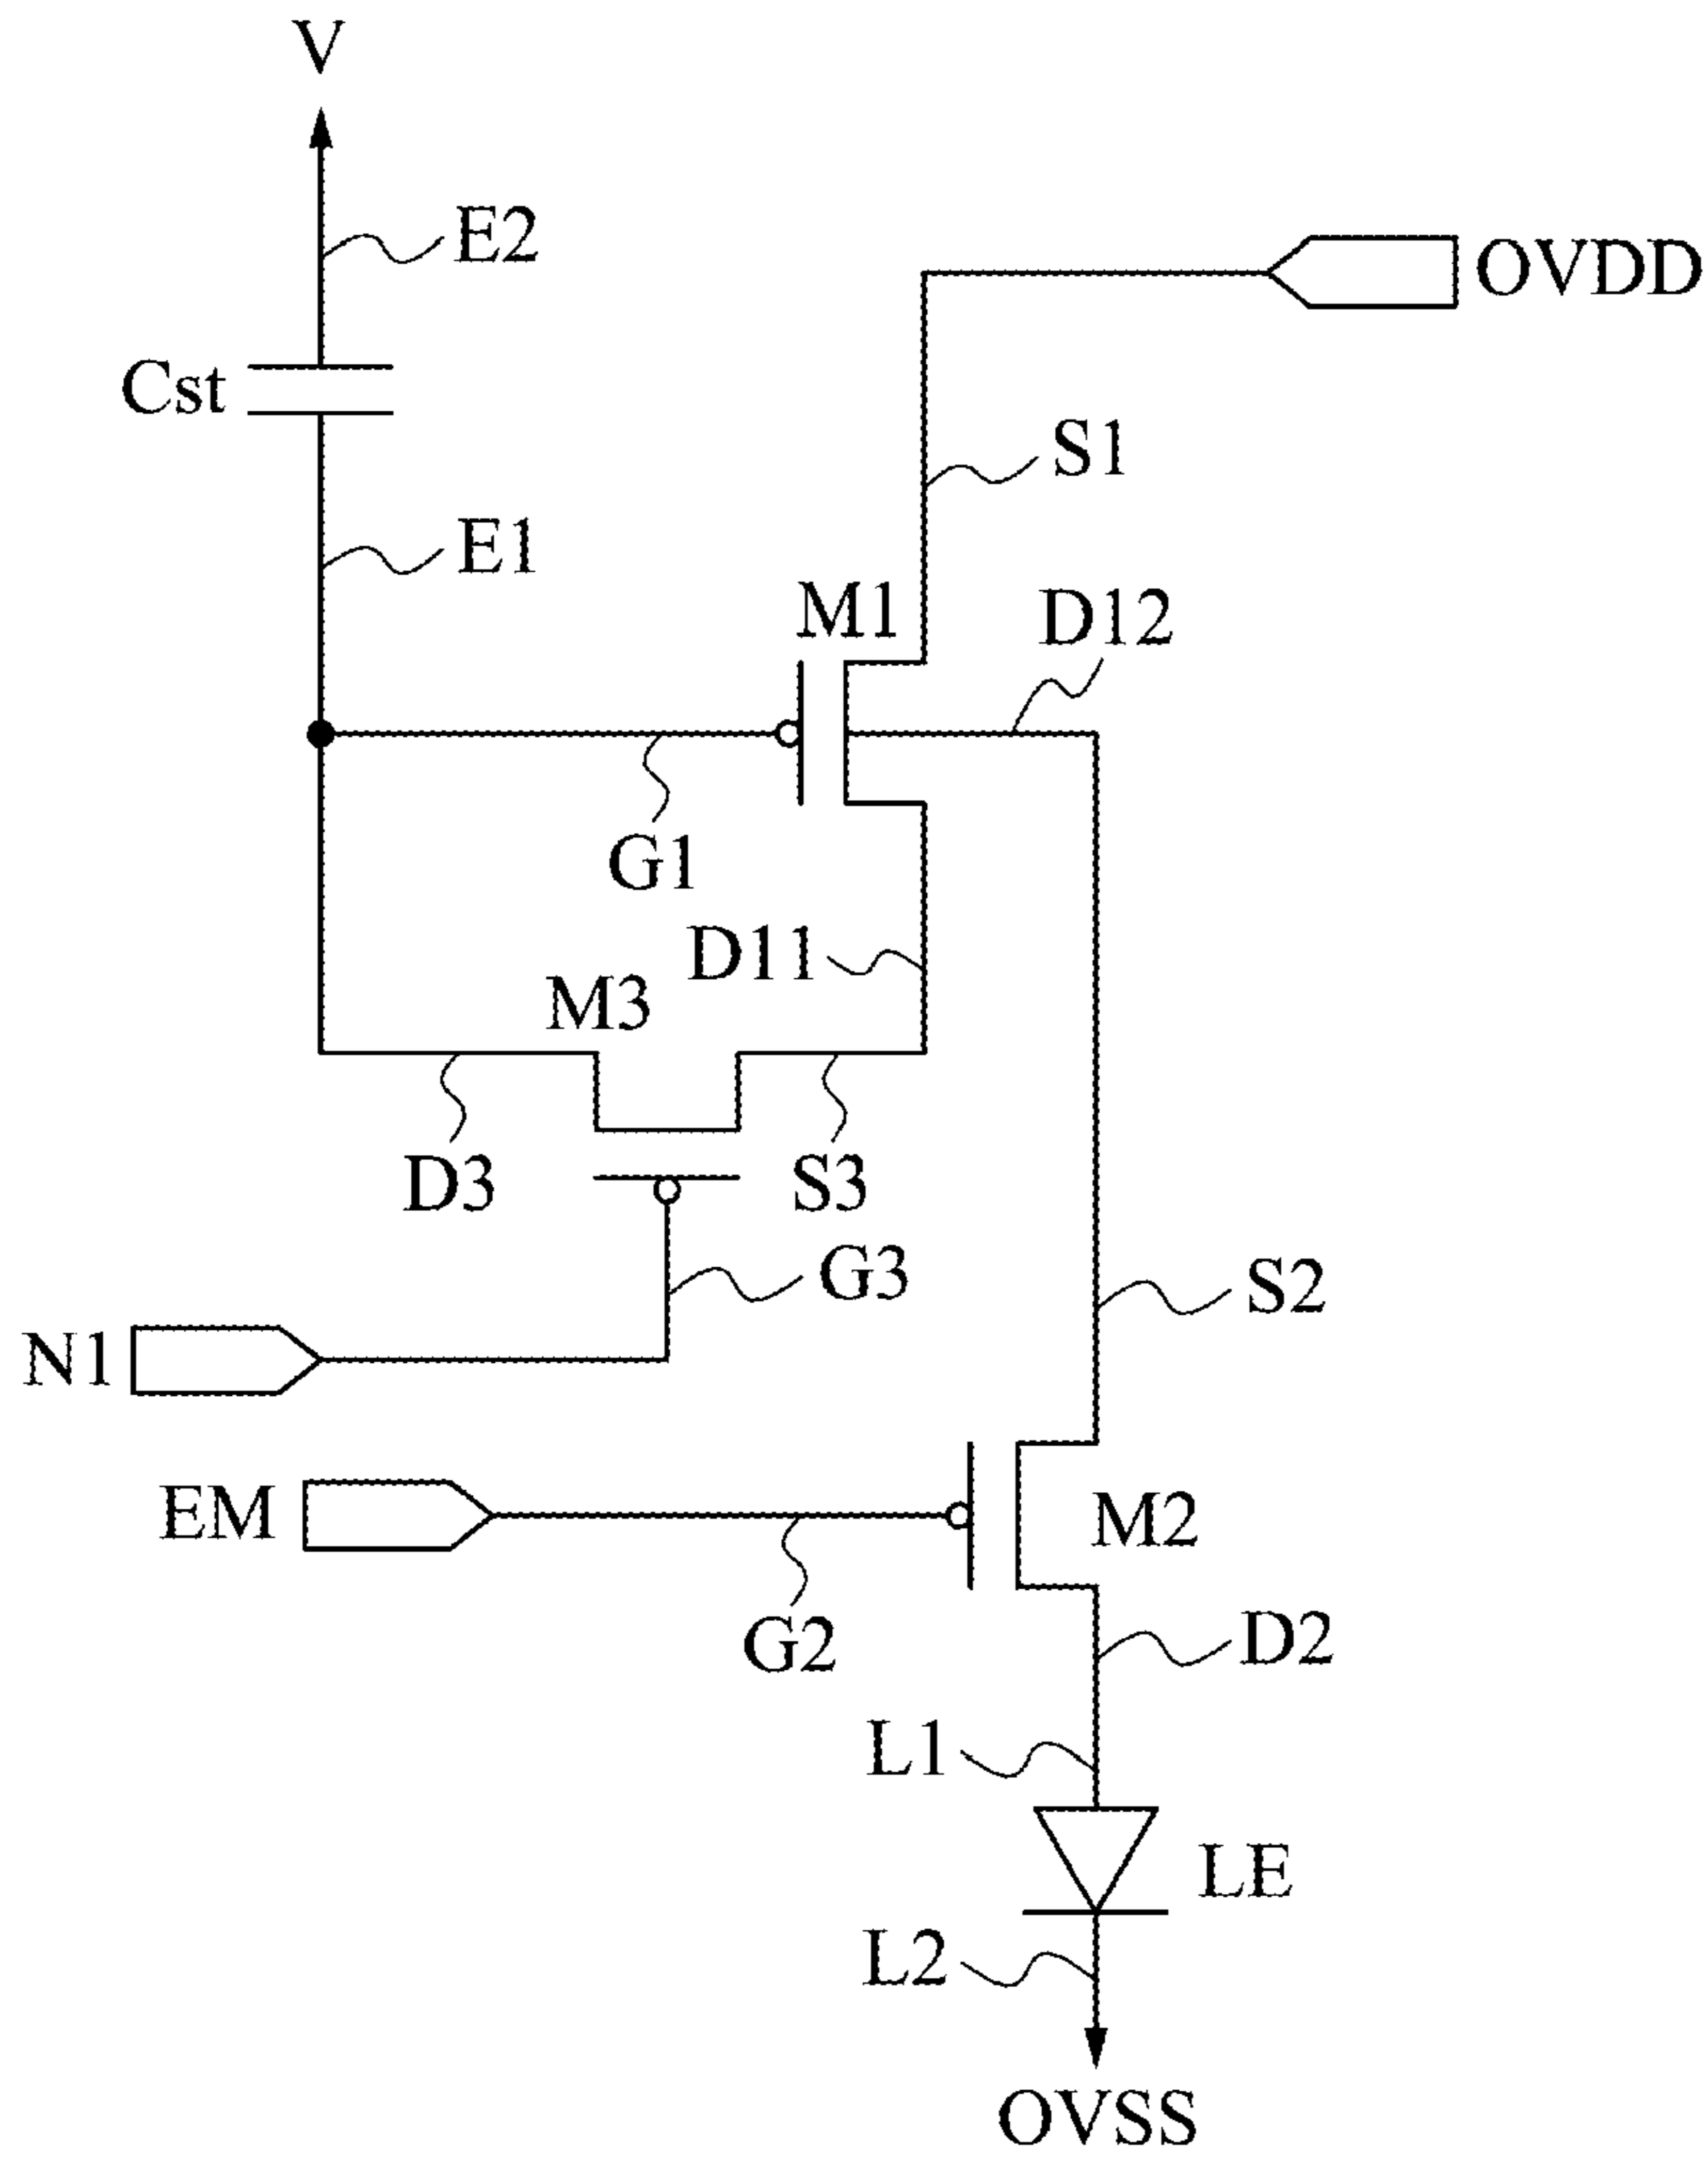 V
E2
OVDD
Cst
S1
E1
M1
D12
G1
D11
M3
D3
S3
G3
S2
N1
EM
M2
G2
D2
L1
LE
L2
OVSS